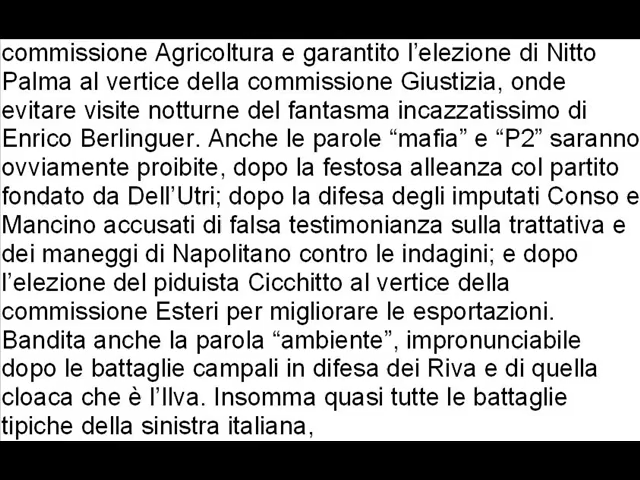 commissione Agricoltura e garantito l’elezione di Nitto
Palma al vertice della commissione Giustizia, onde
evitare visite notturne del fantasma incazzatissimo di
Enrico Berlinguer. Anche le parole “mafia” e “P2” saranno
ovviamente proibite, dopo la festosa alleanza col partito
fondato da Dell’Utri; dopo la difesa degli imputati Conso e
Mancino accusati di falsa testimonianza sulla trattativa e
dei maneggi di Napolitano contro le indagini; e dopo
l’elezione del piduista Cicchitto al vertice della
commissione Esteri per migliorare le esportazioni.
Bandita anche la parola “ambiente”, impronunciabile
dopo le battaglie campali in difesa dei Riva e di quella
cloaca che è l’Ilva. Insomma quasi tutte le battaglie
tipiche della sinistra italiana,